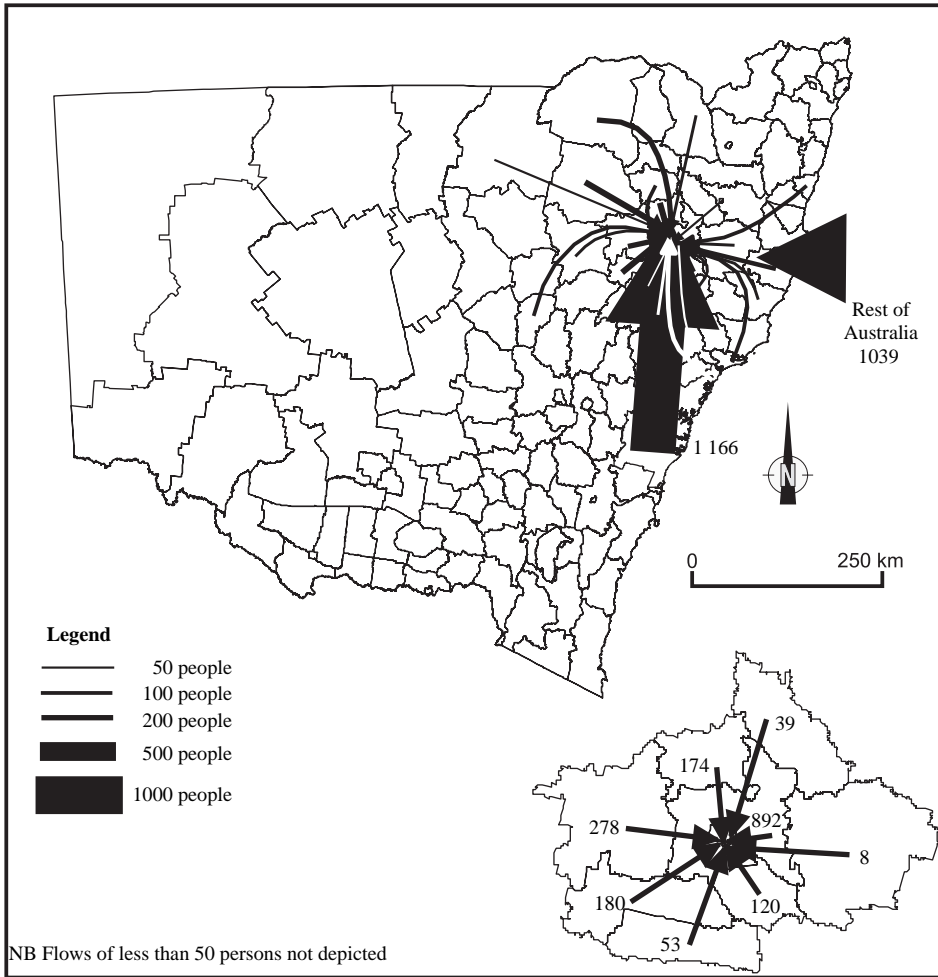 Rest of
Australia
1039
1 166
N
0 250 km
Legend
50 people
100 people
200 people
500 people
1000 people
39
174
892
278
8
180
120
53
NB Flows of less than 50 persons not depicted